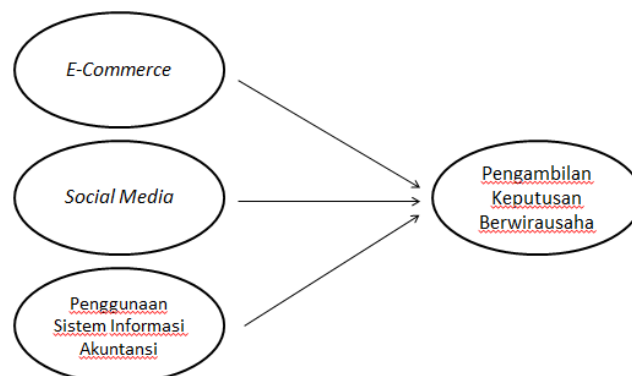 E-Commerce
Social Media
Penggunaan
Sistem Informasi
Akuntansi
Pengambilan
Keputusan
Berwirausaha